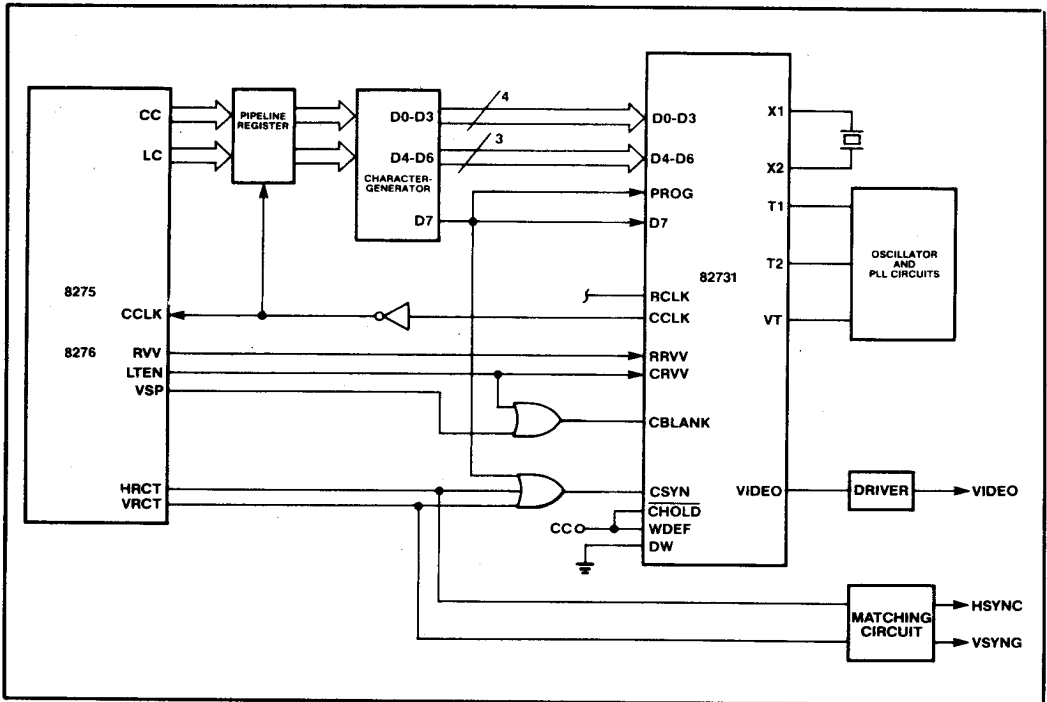 CC
LC
8275
CCLK
8276
RVV
LTEN
VSP
HRCT
VRCT
PIPELINE
REGISTER
D0-D3
D4-D6
CHARACTER-
GENERATOR
D7
4
3
D0-D3
D4-D6
PROG
D7
82731
RCLK
CCLK
RRVV
CRVV
CBLANK
CSYN
CHOLD
WDEF
DW
CC
X1
X2
T1
T2
VT
ViDEO
OSCILLATOR
AND
PLL CIRCUITS
DRIVER
VIDEO
MATCHING
CIRCUIT
HSYNC
VSYNG